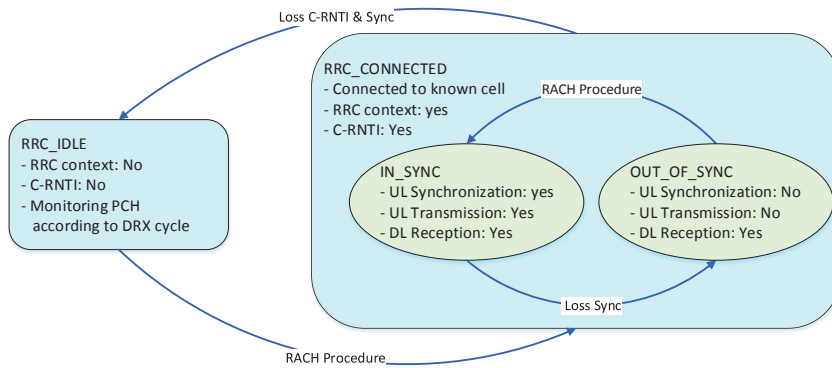 Loss C-RNTI & Sync
RRC_CONNECTED
- Connected to known cell
- RRC context: yes
- C-RNTI: Yes
RACH Procedure
RRC_IDLE
- RRC context: No
- C-RNTI: No
- Monitoring PCH
according to DRX cycle
IN_SYNC
- UL Synchronization: yes
- UL Transmission: Yes
- DL Reception: Yes
OUT_OF_SYNC
- UL Synchronization: No
- UL Transmission: No
- DL Reception: Yes
Loss Sync
RACH Procedure